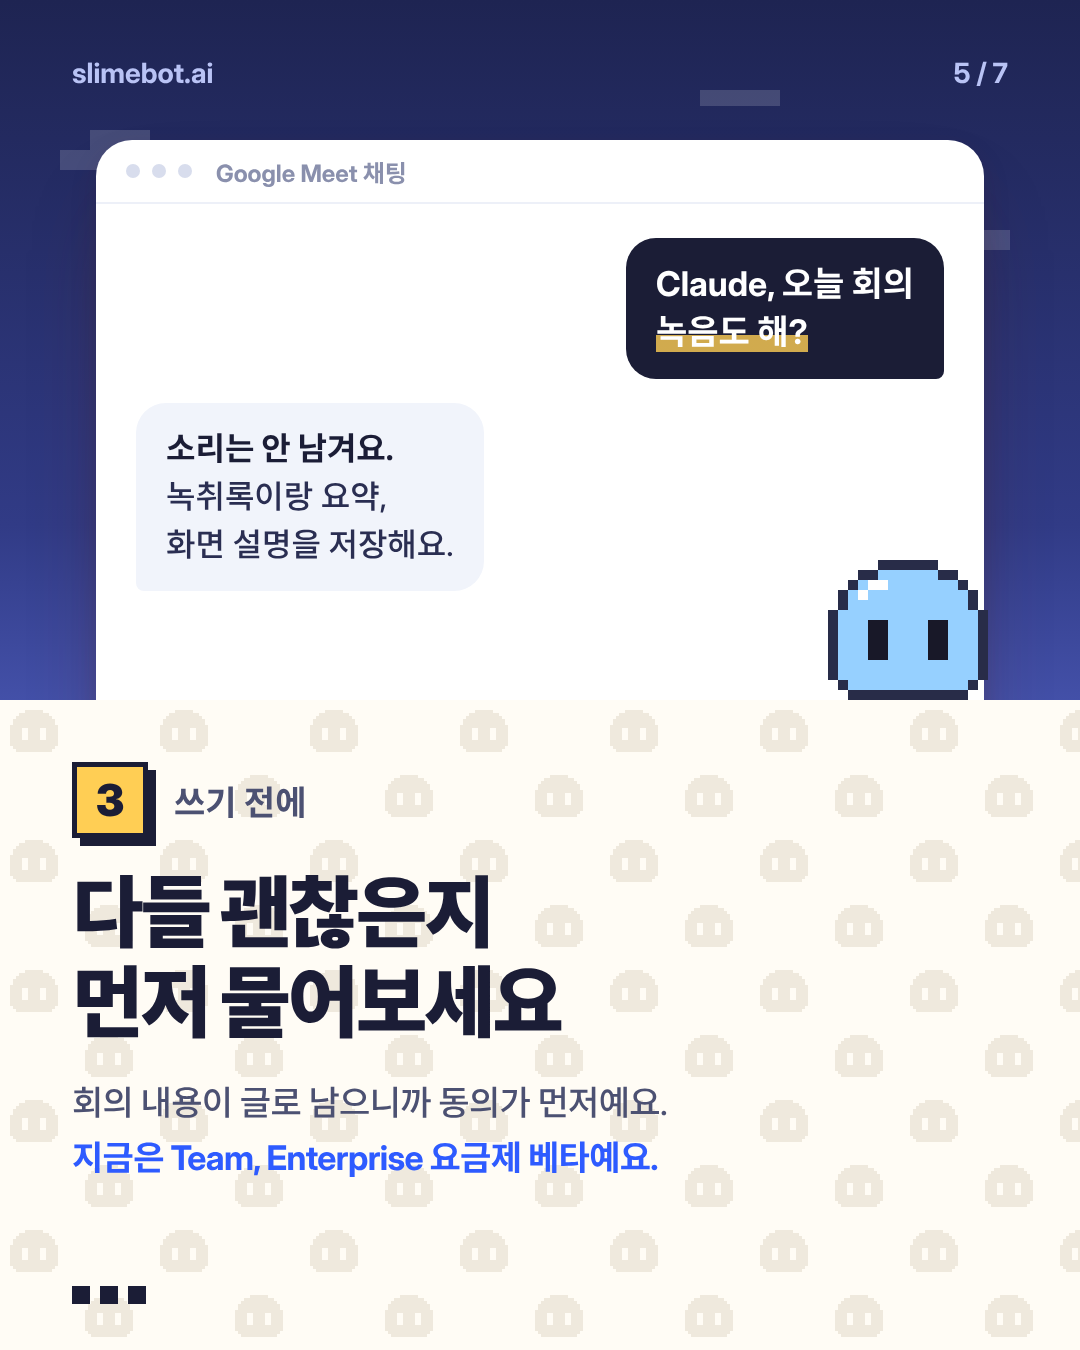 slimebot.ai
5 / 7
Google Meet 채팅
Claude, 오늘 회의
녹음도 해?
소리는 안 남겨요.
녹취록이랑 요약,
화면 설명을 저장해요.
3
쓰기 전에
다들 괜찮은지
먼저 물어보세요
회의 내용이 글로 남으니까 동의가 먼저예요.
지금은 Team, Enterprise 요금제 베타예요.